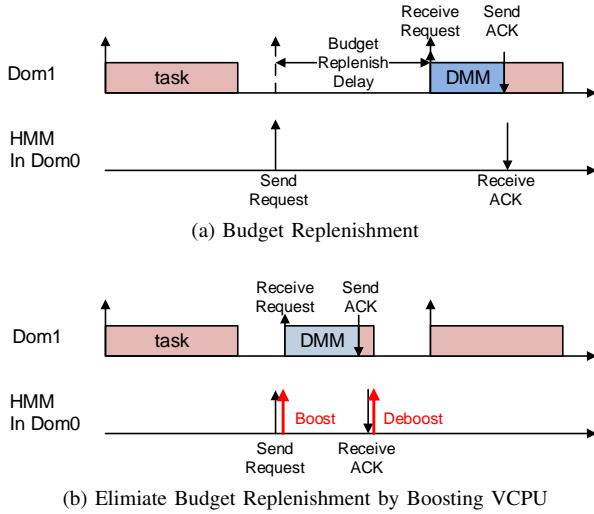 Receive
Request
Send
ACK
Budget
Replenish
Delay
Dom1
task
DMM
HMM
In Dom0
Send
Request
Receive
ACK
(a) Budget Replenishment
Receive
Request
Send
ACK
Dom1
task
DMM
HMM
In Dom0
Boost
Deboost
Send
Request
Receive
ACK
(b) Elimiate Budget Replenishment by Boosting VCPU